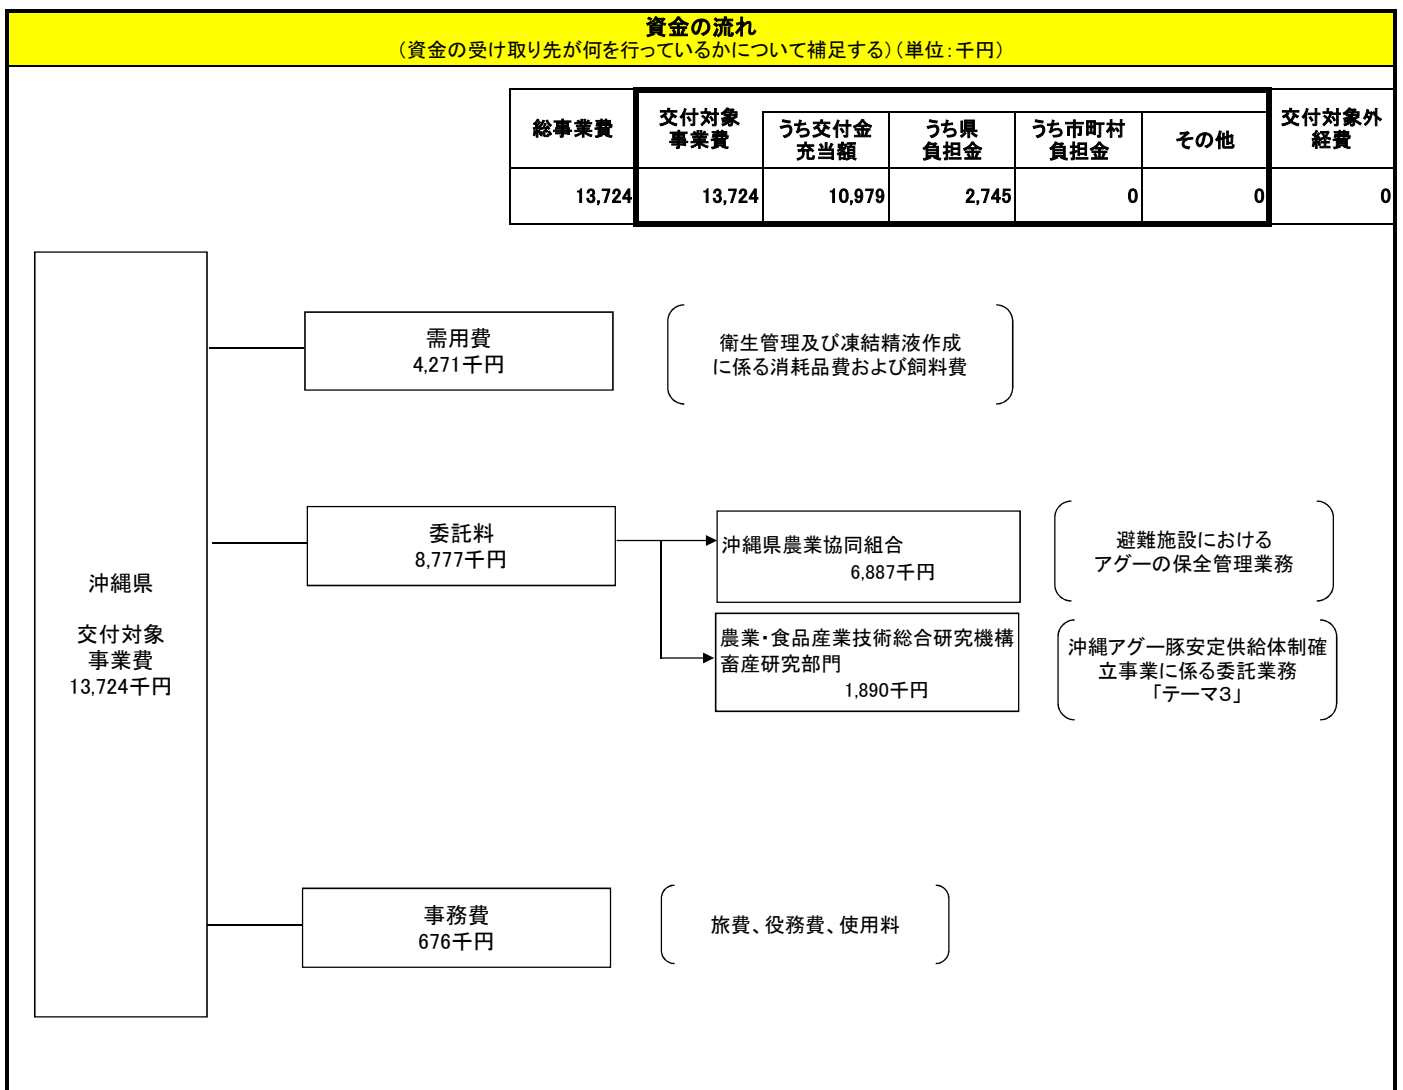 資金の流れ
（資金の受け取り先が何を行っているかについて補足する）（単位：千円）
総事業費
交付対象
事業費
うち交付金
充当額
うち県
負担金
うち市町村
負担金
その他
交付対象外
経費
13,724
13,724
10,979
2,745
0
0
0
沖縄県
交付対象
事業費
13,724千円
需用費
4,271千円
衛生管理及び凍結精液作成
に係る消耗品費および飼料費
委託料
8,777千円
沖縄県農業協同組合
6,887千円
避難施設における
アグーの保全管理業務
農業・食品産業技術総合研究機構
畜産研究部門
1,890千円
沖縄アグー豚安定供給体制確
立事業に係る委託業務
「テーマ3」
事務費
676千円
旅費、役務費、使用料